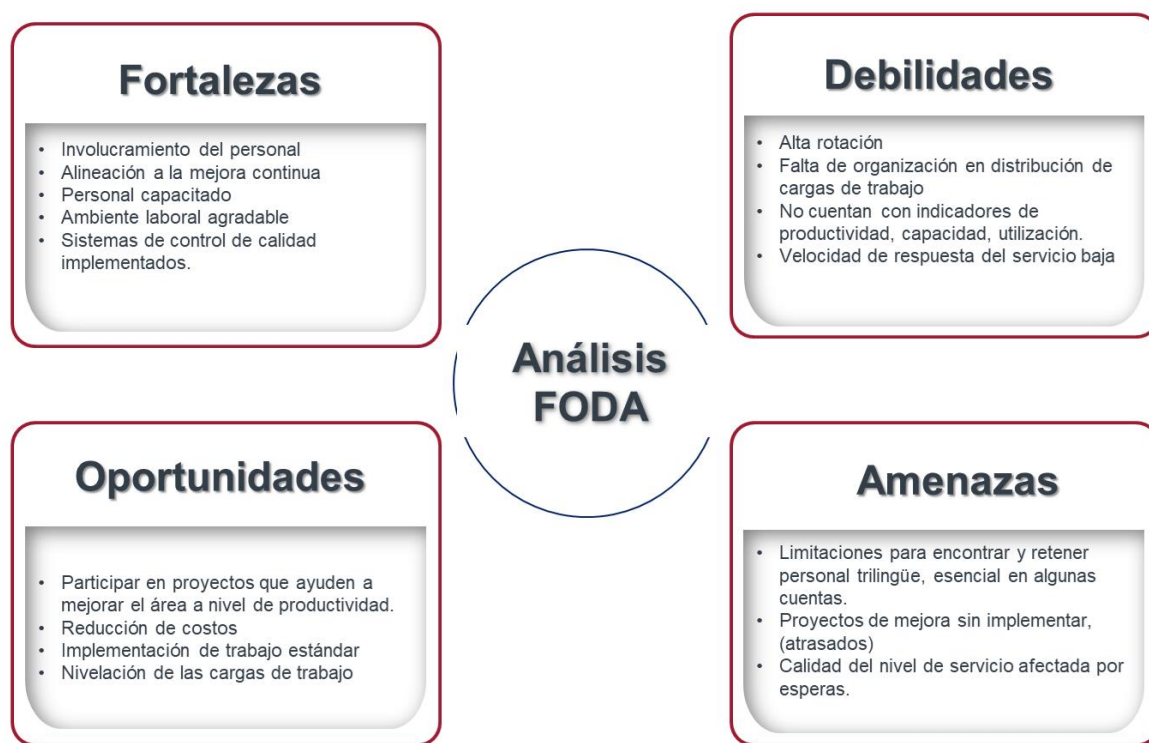 Fortalezas
• Involucramiento del personal
• Alineación a la mejora continua
• Personal capacitado
• Ambiente laboral agradable
• Sistemas de control de calidad
implementados.
Debilidades
• Alta rotación
• Falta de organización en distribución de
cargas de trabajo
• No cuentan con indicadores de
productividad, capacidad, utilización.
• Velocidad de respuesta del servicio baja
Análisis
FODA
Oportunidades
• Participar en proyectos que ayuden a
mejorar el área a nivel de productividad.
• Reducción de costos
• Implementación de trabajo estándar
• Nivelación de las cargas de trabajo
Amenazas
• Limitaciones para encontrar y retener
personal trilingüe, esencial en algunas
cuentas.
• Proyectos de mejora sin implementar,
(atrasados)
• Calidad del nivel de servicio afectada por
esperas.